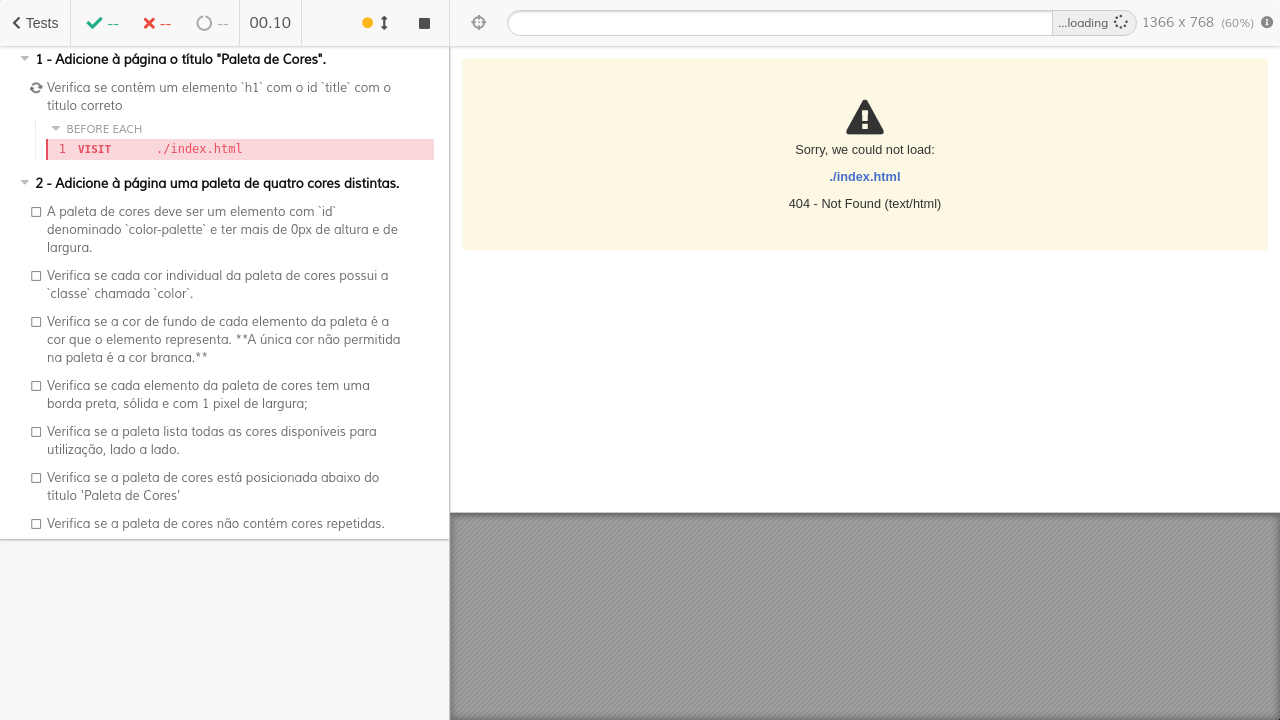 Tests -- -- -- 00.10 ...loading 1366 x 768 (60%)
1 - Adicione à página o título "Paleta de Cores".
Verifica se contém um elemento `h1` com o id `title` com o
título correto
BEFORE EACH
1 VISIT ./index.html
2 - Adicione à página uma paleta de quatro cores distintas.
A paleta de cores deve ser um elemento com `id`
denominado `color-palette` e ter mais de 0px de altura e de
largura.
Verifica se cada cor individual da paleta de cores possui a
`classe` chamada `color`.
Verifica se a cor de fundo de cada elemento da paleta é a
cor que o elemento representa. **A única cor não permitida
na paleta é a cor branca.**
Verifica se cada elemento da paleta de cores tem uma
borda preta, sólida e com 1 pixel de largura;
Verifica se a paleta lista todas as cores disponíveis para
utilização, lado a lado.
Verifica se a paleta de cores está posicionada abaixo do
título 'Paleta de Cores'
Verifica se a paleta de cores não contém cores repetidas.
Sorry, we could not load:
./index.html
404 - Not Found (text/html)